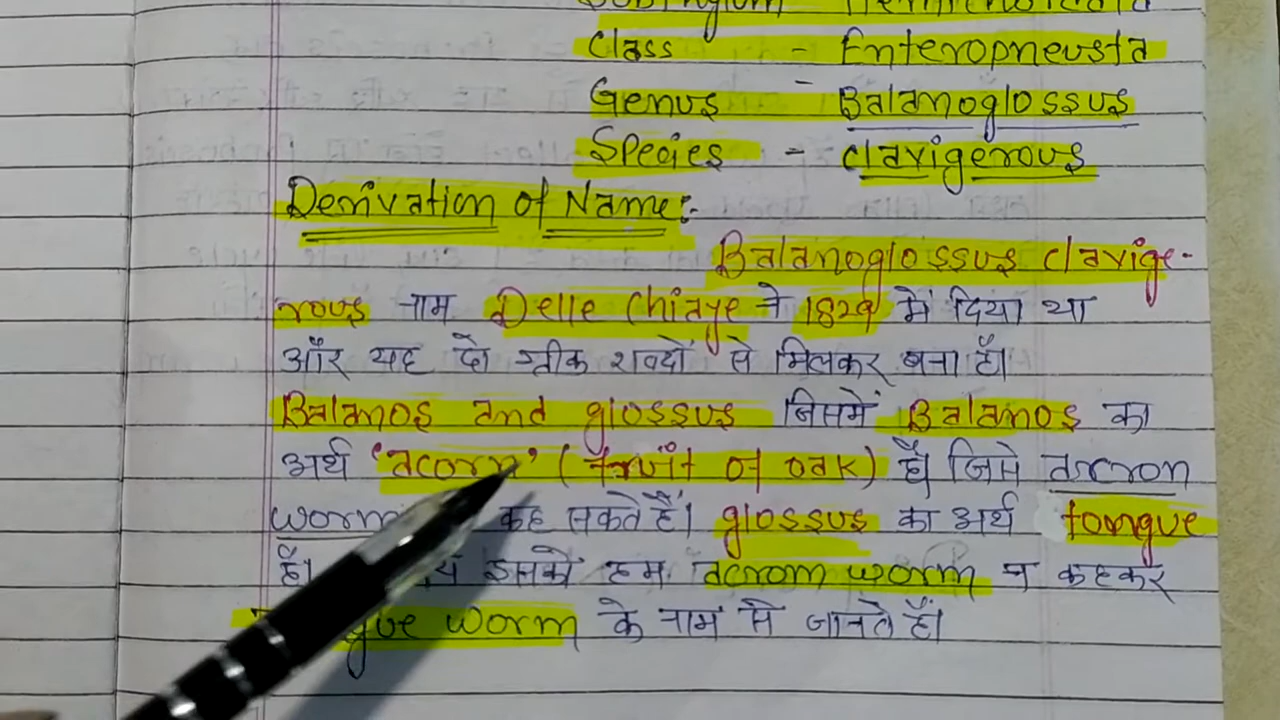 Class - Enteropneusta
Genus - Balanoglossus
Species - clavigerous
Derivation of Name:-
Balanoglossus clavige-
rous नाम Delle Chiaye ने 1829 में दिया था
और यह दो ग्रीक शब्दों से मिलकर बना है।
Balanos and glossus जिसमें Balanos का
अर्थ 'acorn' (fruit of oak) है जिसे acron
worm कह सकते हैं। glossus का अर्थ tongue
है। इसको हम acrom worm न कहकर
worm के नाम से जानते हैं।